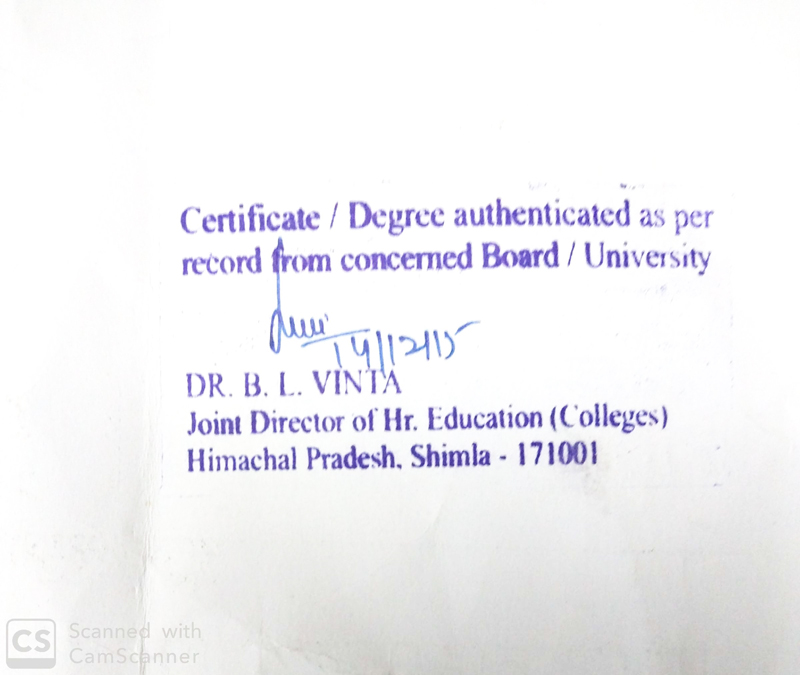 Certificate / Degree authenticated as per
record from concerned Board / University
14/12/15
DR. B. L. VINTA
Joint Director of Hr. Education (Colleges)
Himachal Pradesh, Shimla - 171001
CS Scanned with
CamScanner